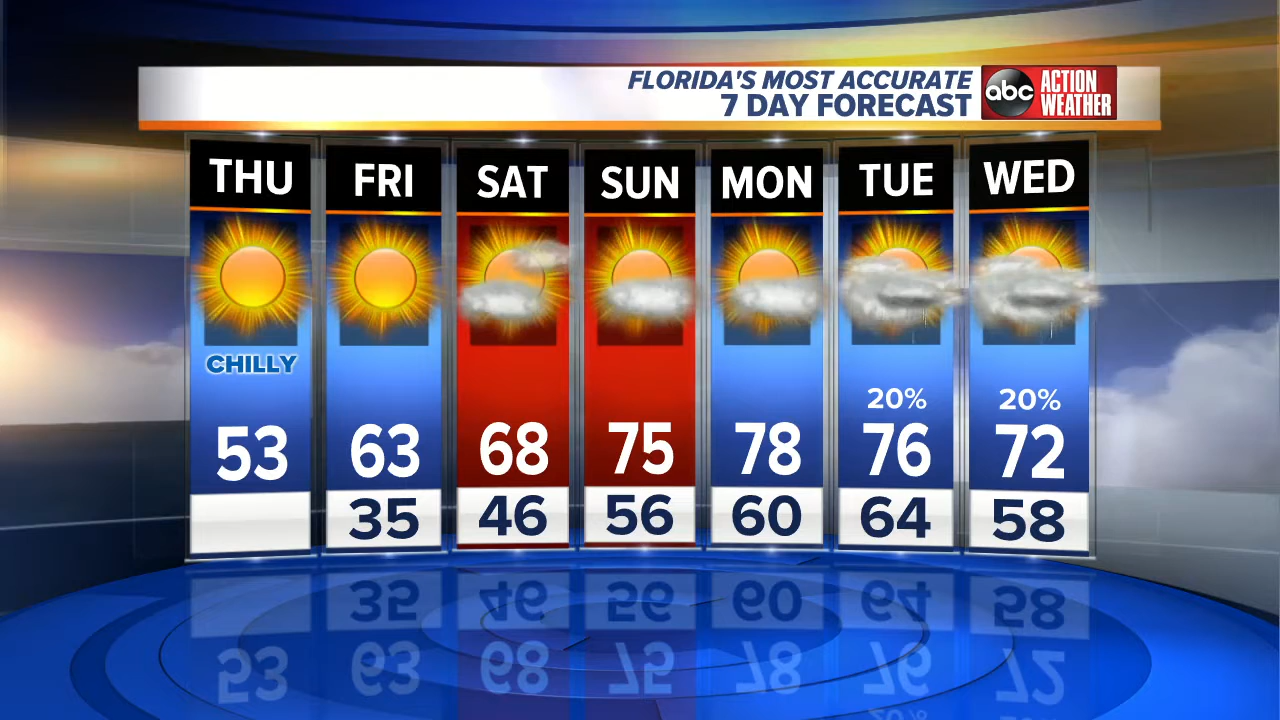 FLORIDA'S MOST ACCURATE
7 DAY FORECAST
abc
ACTION
WEATHER
THU FRI SAT SUN MON TUE WED
CHILLY
20% 20%
53 63 68 75 78 76 72
35 46 56 60 64 58